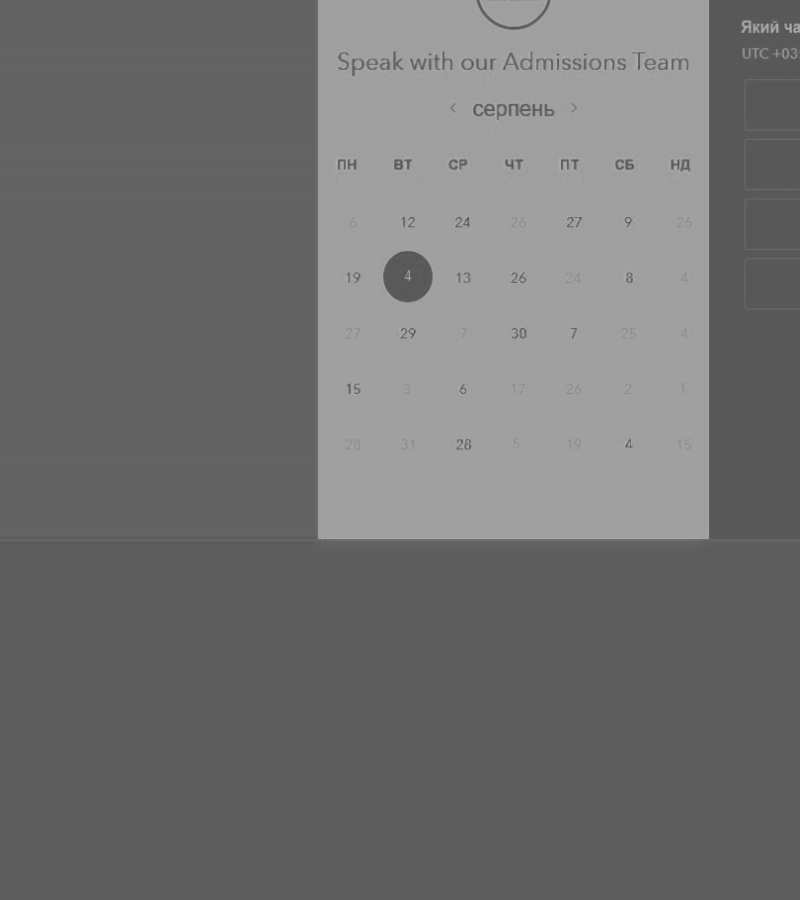 Speak with our Admissions Team
‹ серпень ›
ПН ВТ СР ЧТ ПТ СБ НД
6 12 24 26 27 9 26
19 4 13 26 24 8 4
27 29 7 30 7 25 4
15 3 6 17 26 2 1
28 31 28 5 19 4 15
Який ча
UTC +03: